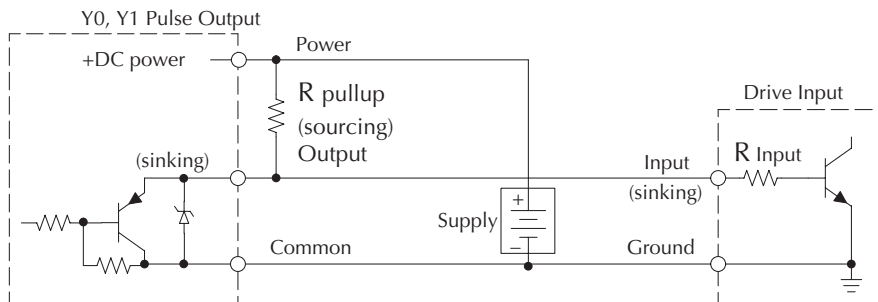 Y0, Y1 Pulse Output
+DC power
Power
R pullup
(sourcing)
Output
Drive Input
(sinking)
Input
(sinking)
R Input
+
Supply
–
Common
Ground